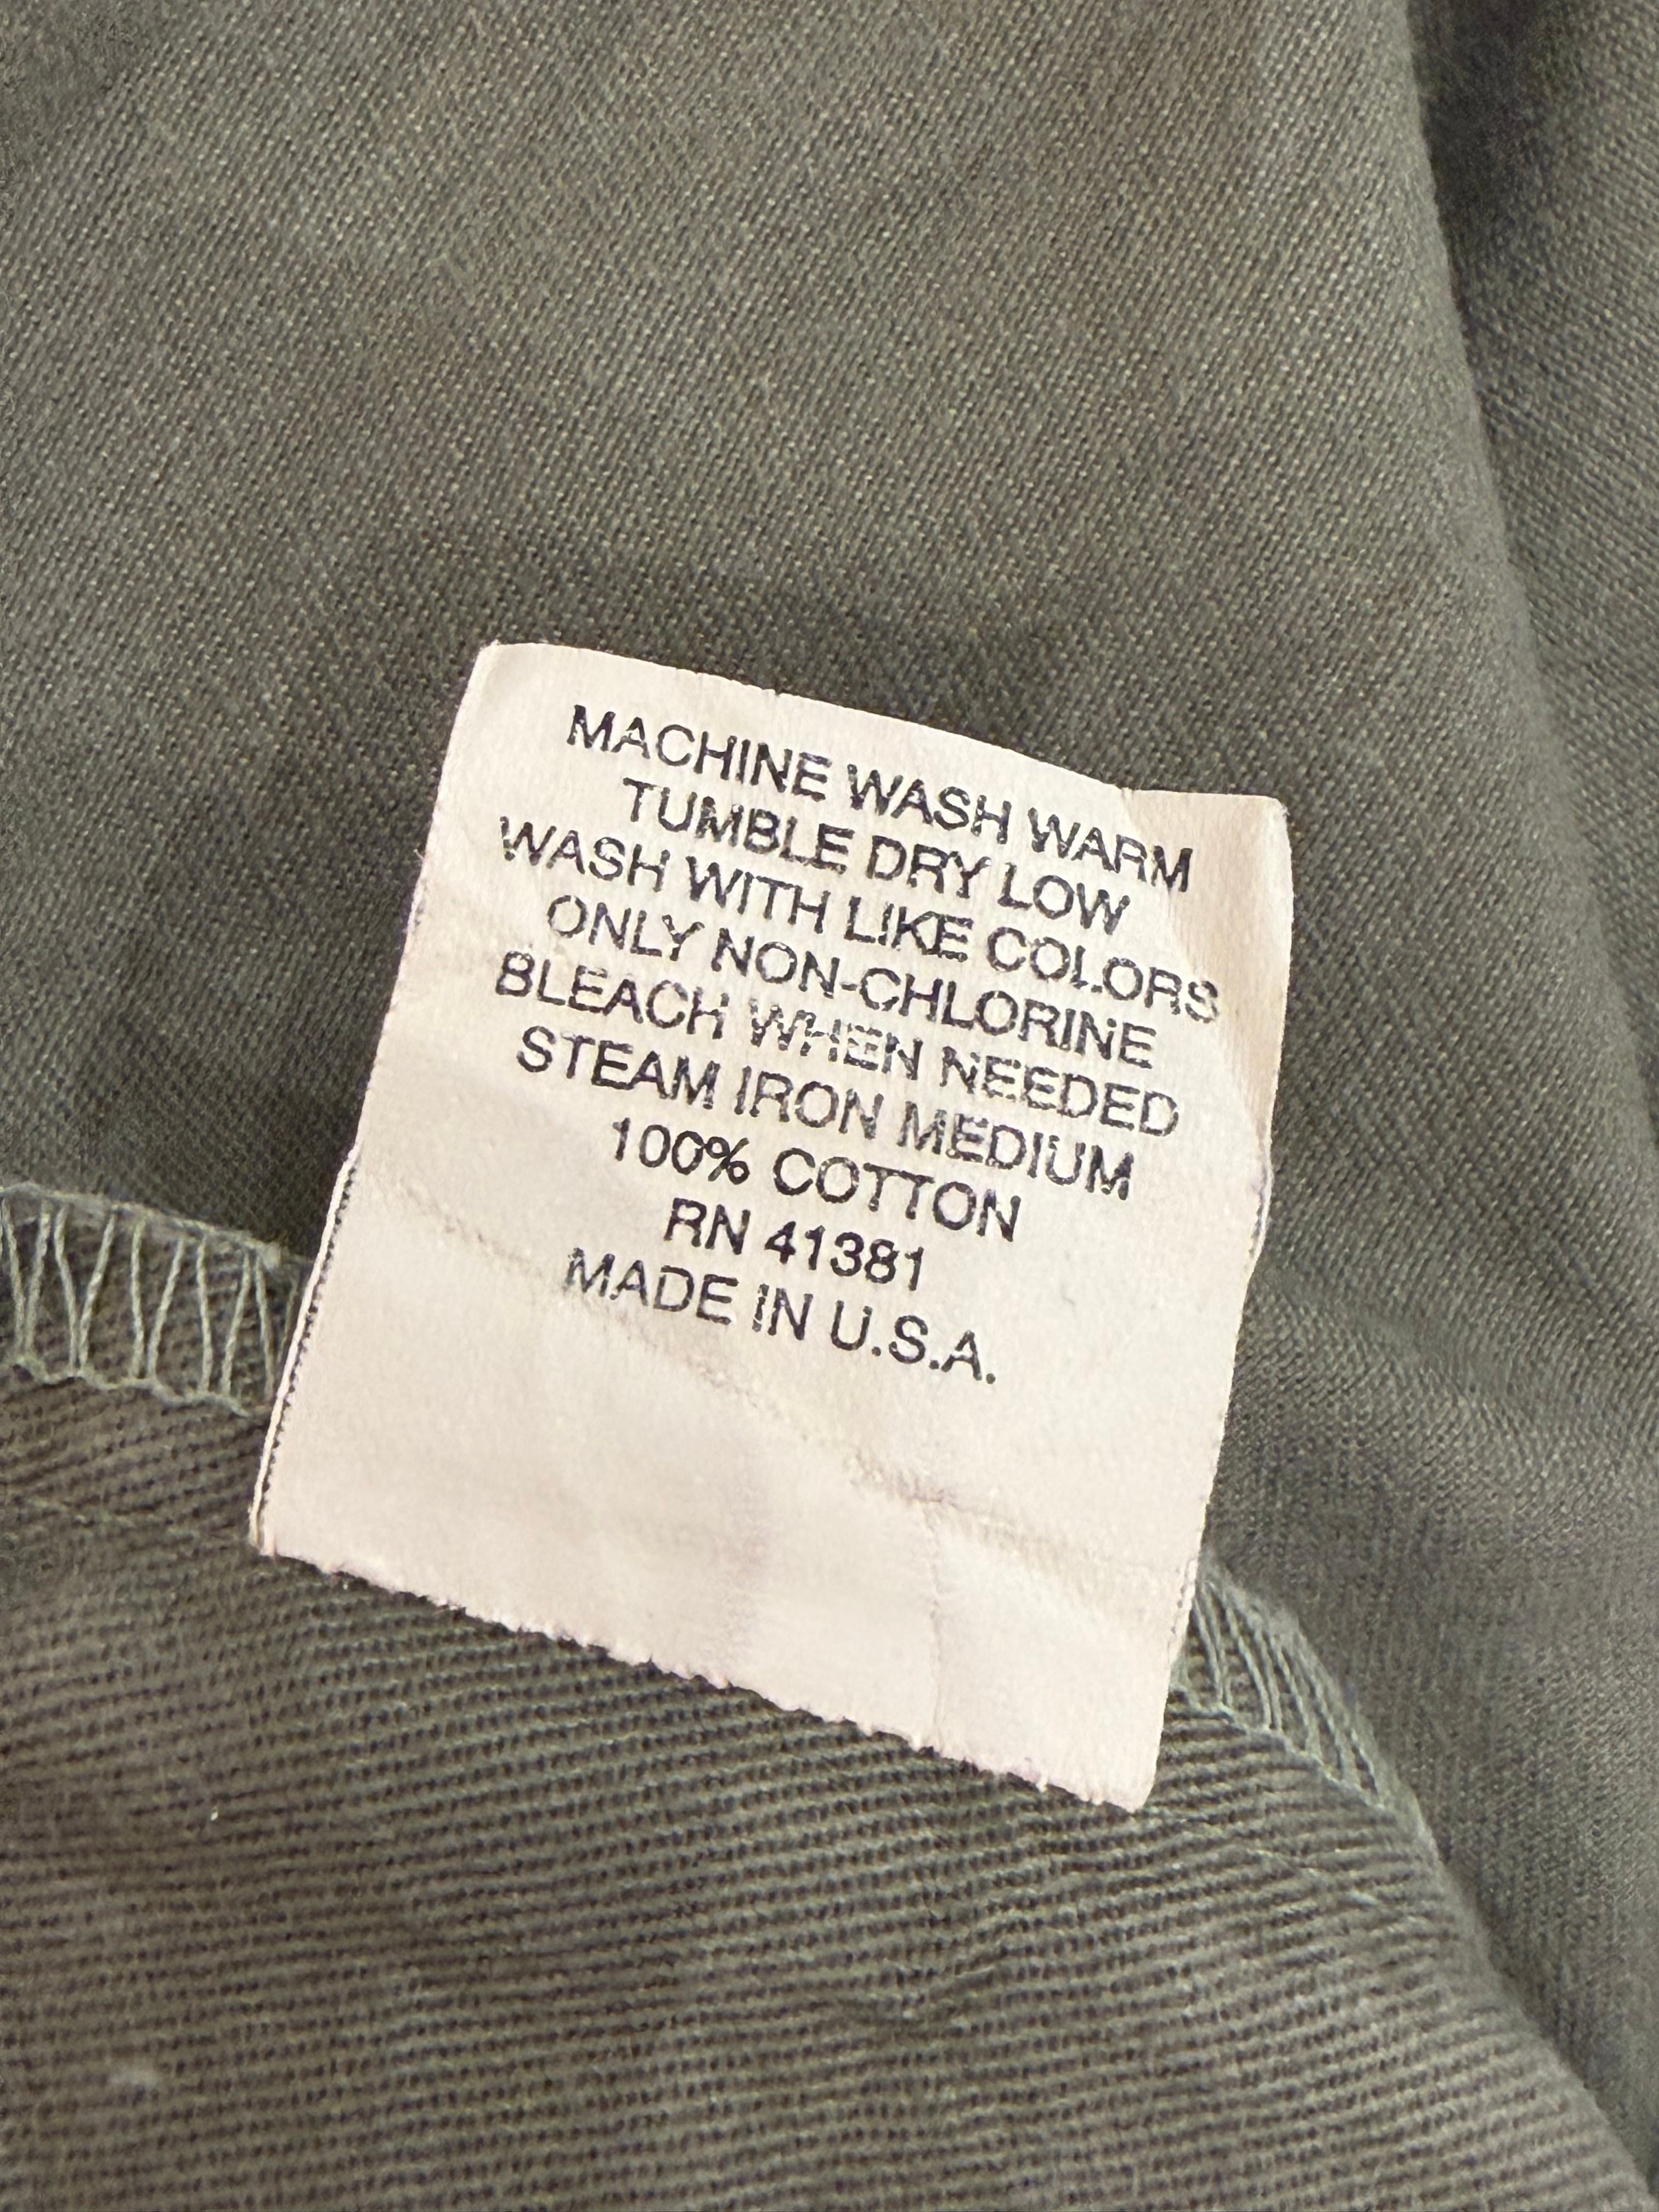 MACHINE WASH WARM
TUMBLE DRY LOW
WASH WITH LIKE COLORS
ONLY NON-CHLORINE
BLEACH WHEN NEEDED
STEAM IRON MEDIUM
100% COTTON
RN 41381
MADE IN U.S.A.